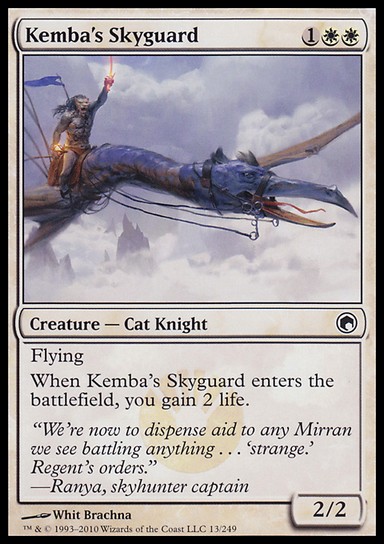 Kemba's Skyguard 1
Creature — Cat Knight
Flying
When Kemba's Skyguard enters the
battlefield, you gain 2 life.
“We're now to dispense aid to any Mirran
we see battling anything . . . ‘strange.’
Regent's orders.”
—Ranya, skyhunter captain
2/2
Whit Brachna
™ & © 1993–2010 Wizards of the Coast LLC 13/249